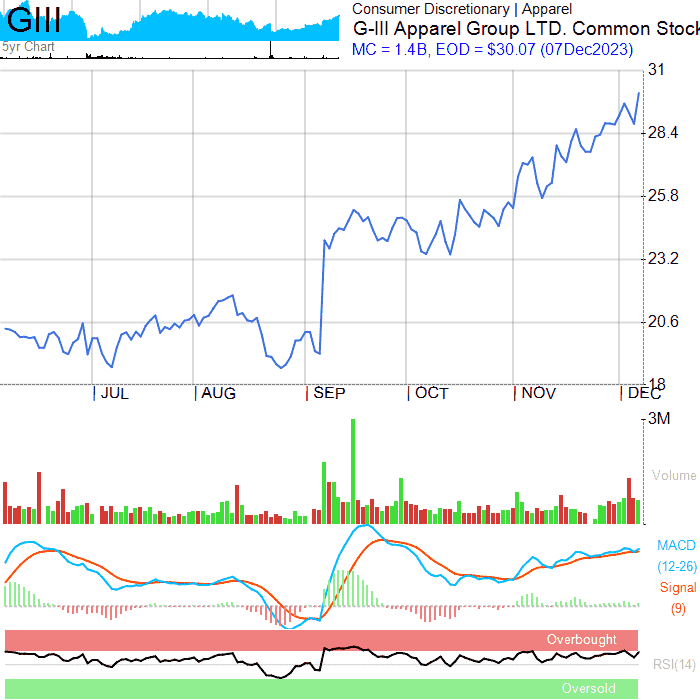 GIII
5yr Chart
Consumer Discretionary | Apparel
G-III Apparel Group LTD. Common Stock
MC = 1.4B, EOD = $30.07 (07Dec2023)
31
28.4
25.8
23.2
20.6
18
JUL
AUG
SEP
OCT
NOV
DEC
3M
Volume
MACD
(12-26)
Signal
(9)
Overbought
RSI(14)
Oversold